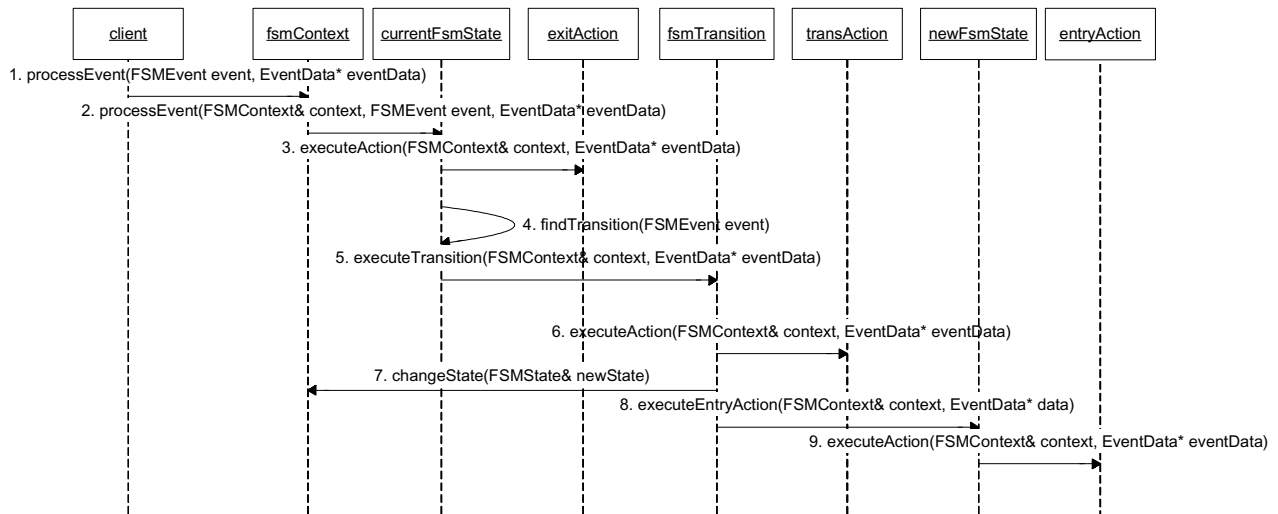 client fsmContext currentFsmState exitAction fsmTransition transAction newFsmState entryAction
1. processEvent(FSMEvent event, EventData* eventData)
2. processEvent(FSMContext& context, FSMEvent event, EventData* eventData)
3. executeAction(FSMContext& context, EventData* eventData)
4. findTransition(FSMEvent event)
5. executeTransition(FSMContext& context, EventData* eventData)
6. executeAction(FSMContext& context, EventData* eventData)
7. changeState(FSMState& newState)
8. executeEntryAction(FSMContext& context, EventData* data)
9. executeAction(FSMContext& context, EventData* eventData)